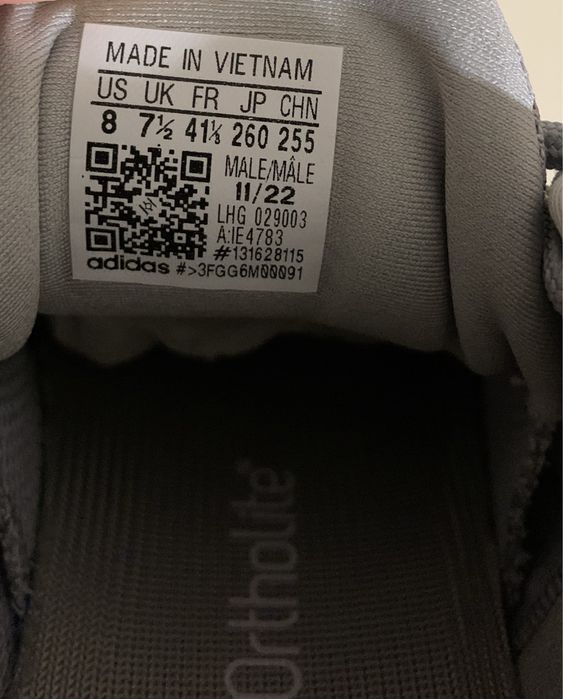 MADE IN VIETNAM
US UK FR JP CHN
8 7½ 41⅓ 260 255
MALE/MÂLE
11/22
LHG 029003
A:IE4783
#131628115
adidas #>3FGG6M00091
Ortholite